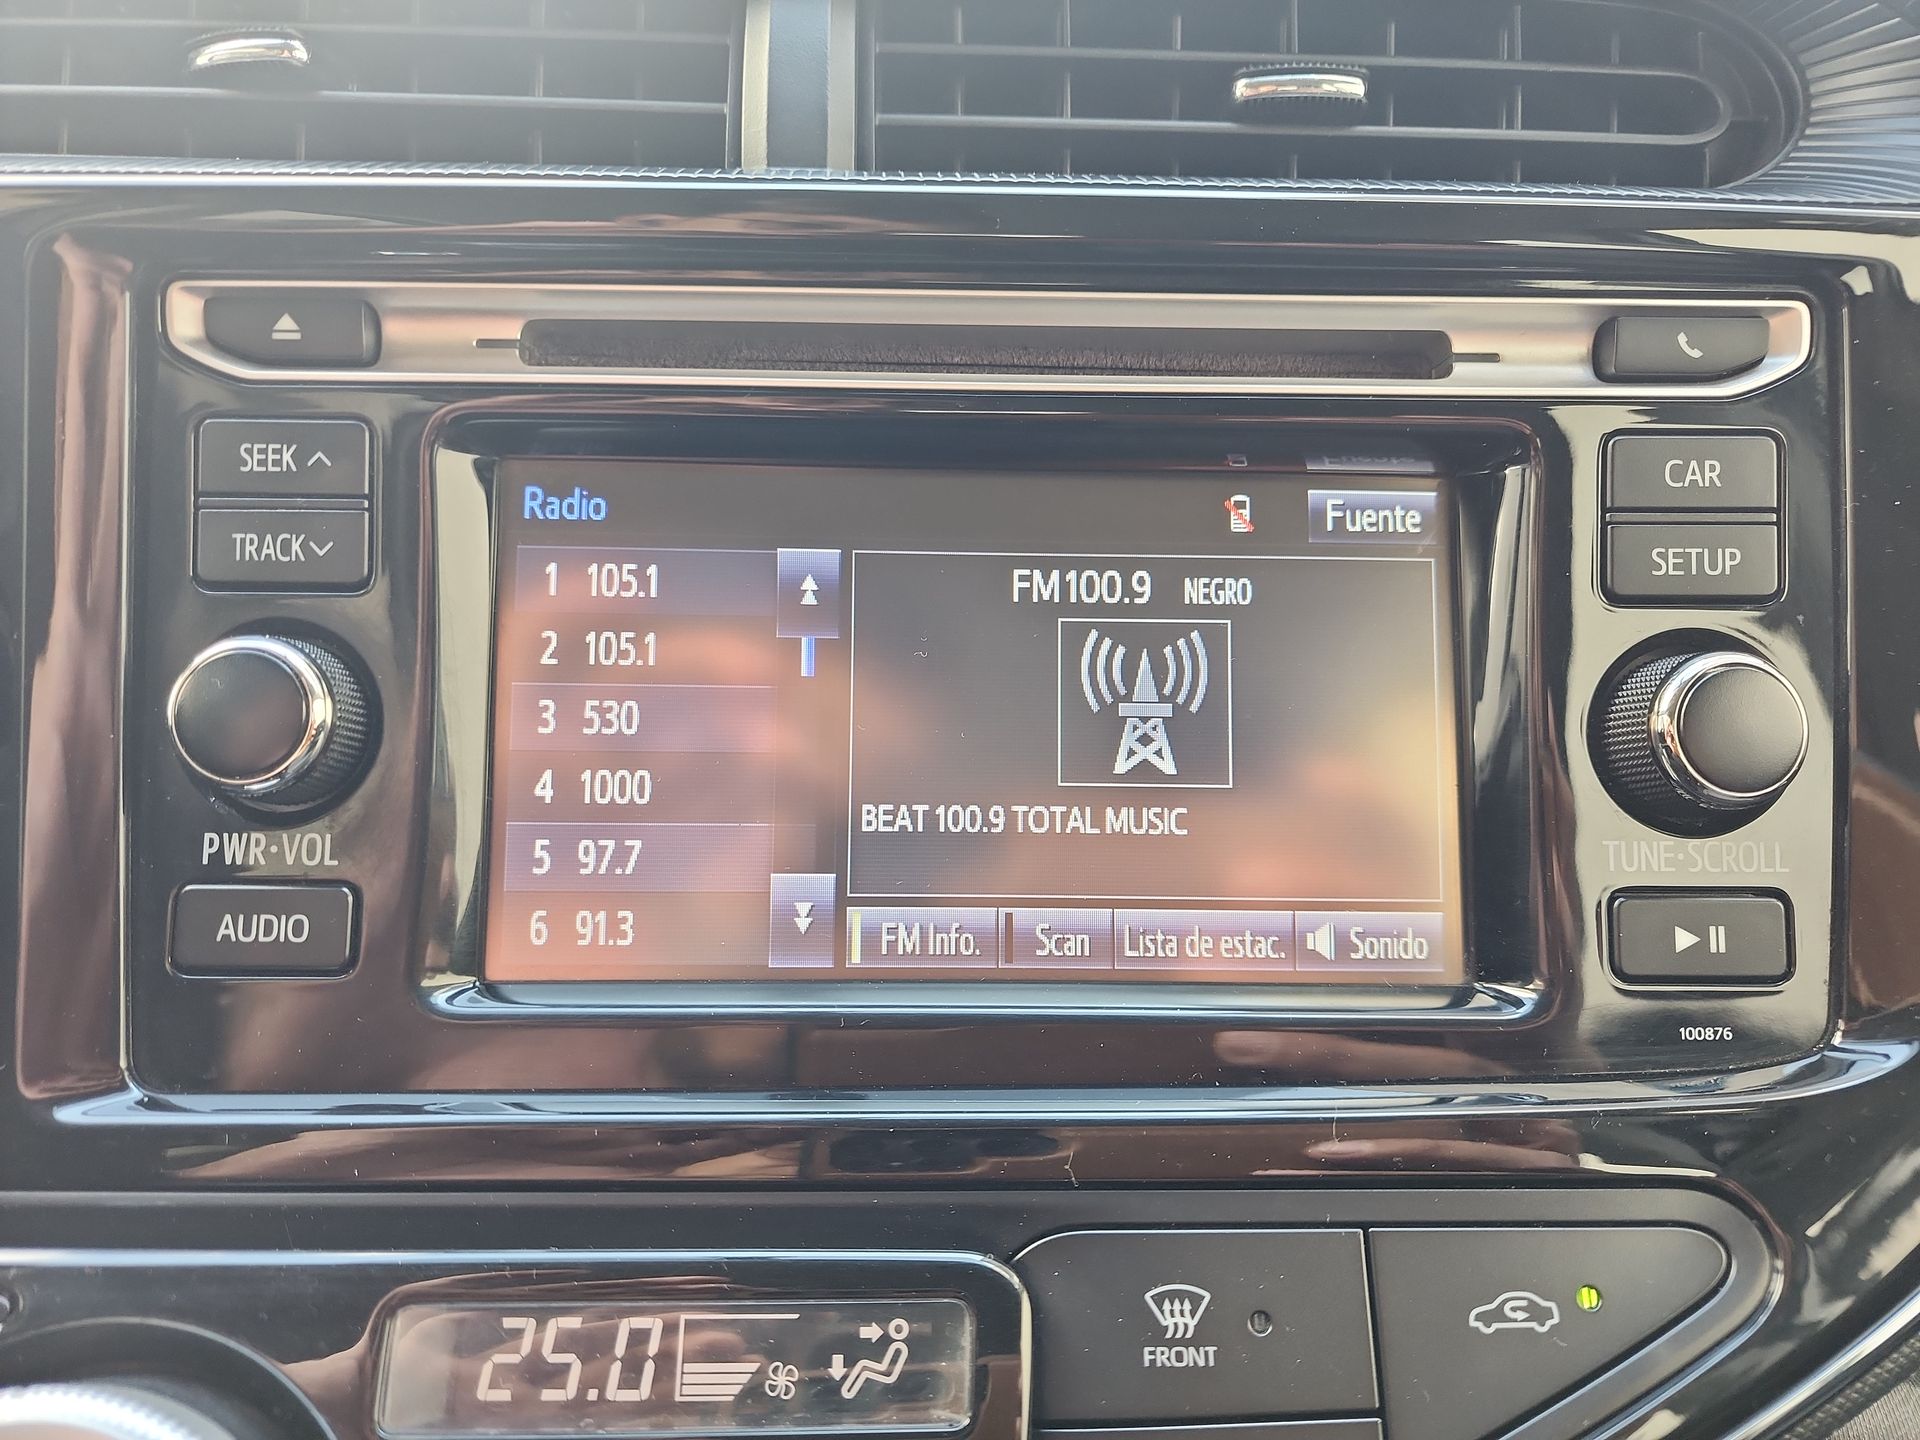 SEEK
TRACK
PWR·VOL
AUDIO
Radio
Fuente
1 105.1
2 105.1
3 530
4 1000
5 97.7
6 91.3
FM100.9 NEGRO
BEAT 100.9 TOTAL MUSIC
FM Info.
Scan
Lista de estac.
Sonido
CAR
SETUP
TUNE·SCROLL
100876
25.0
FRONT